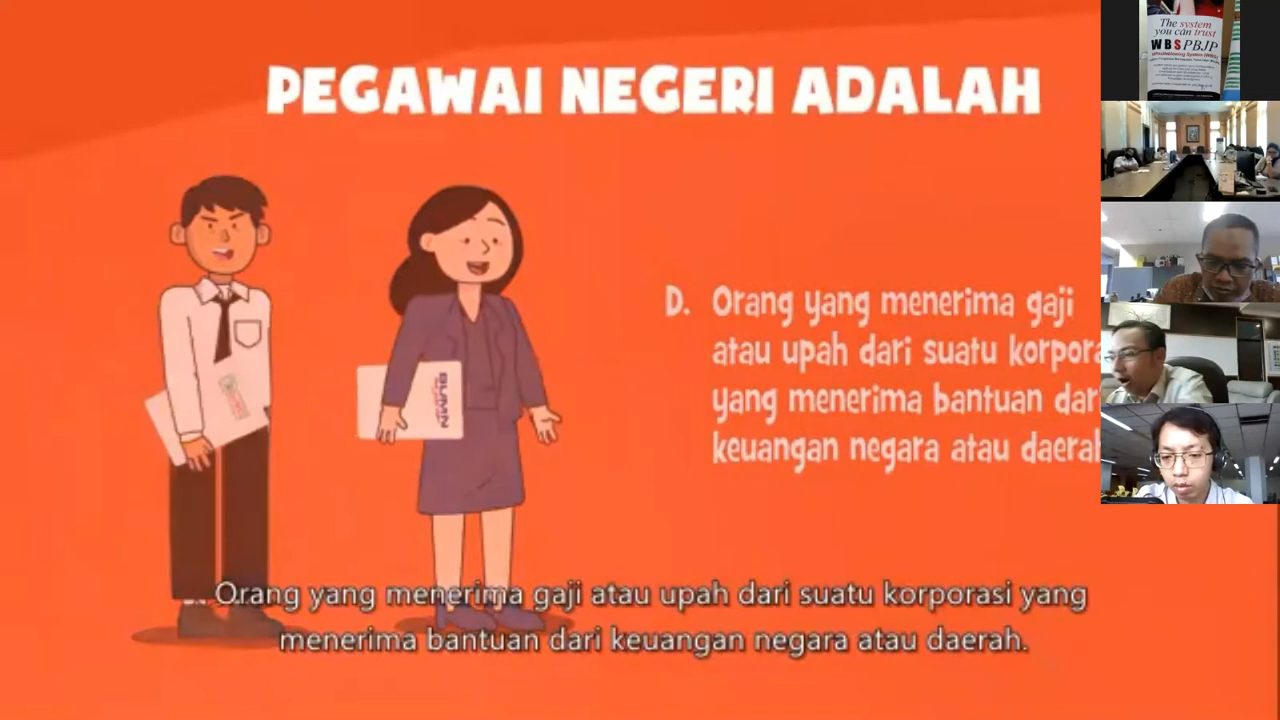 PEGAWAI NEGERI ADALAH
D. Orang yang menerima gaji
atau upah dari suatu korpora
yang menerima bantuan dar
keuangan negara atau daerah
Orang yang menerima gaji atau upah dari suatu korporasi yang
menerima bantuan dari keuangan negara atau daerah.
BUMN
The system
you can trust
WBSPBJP